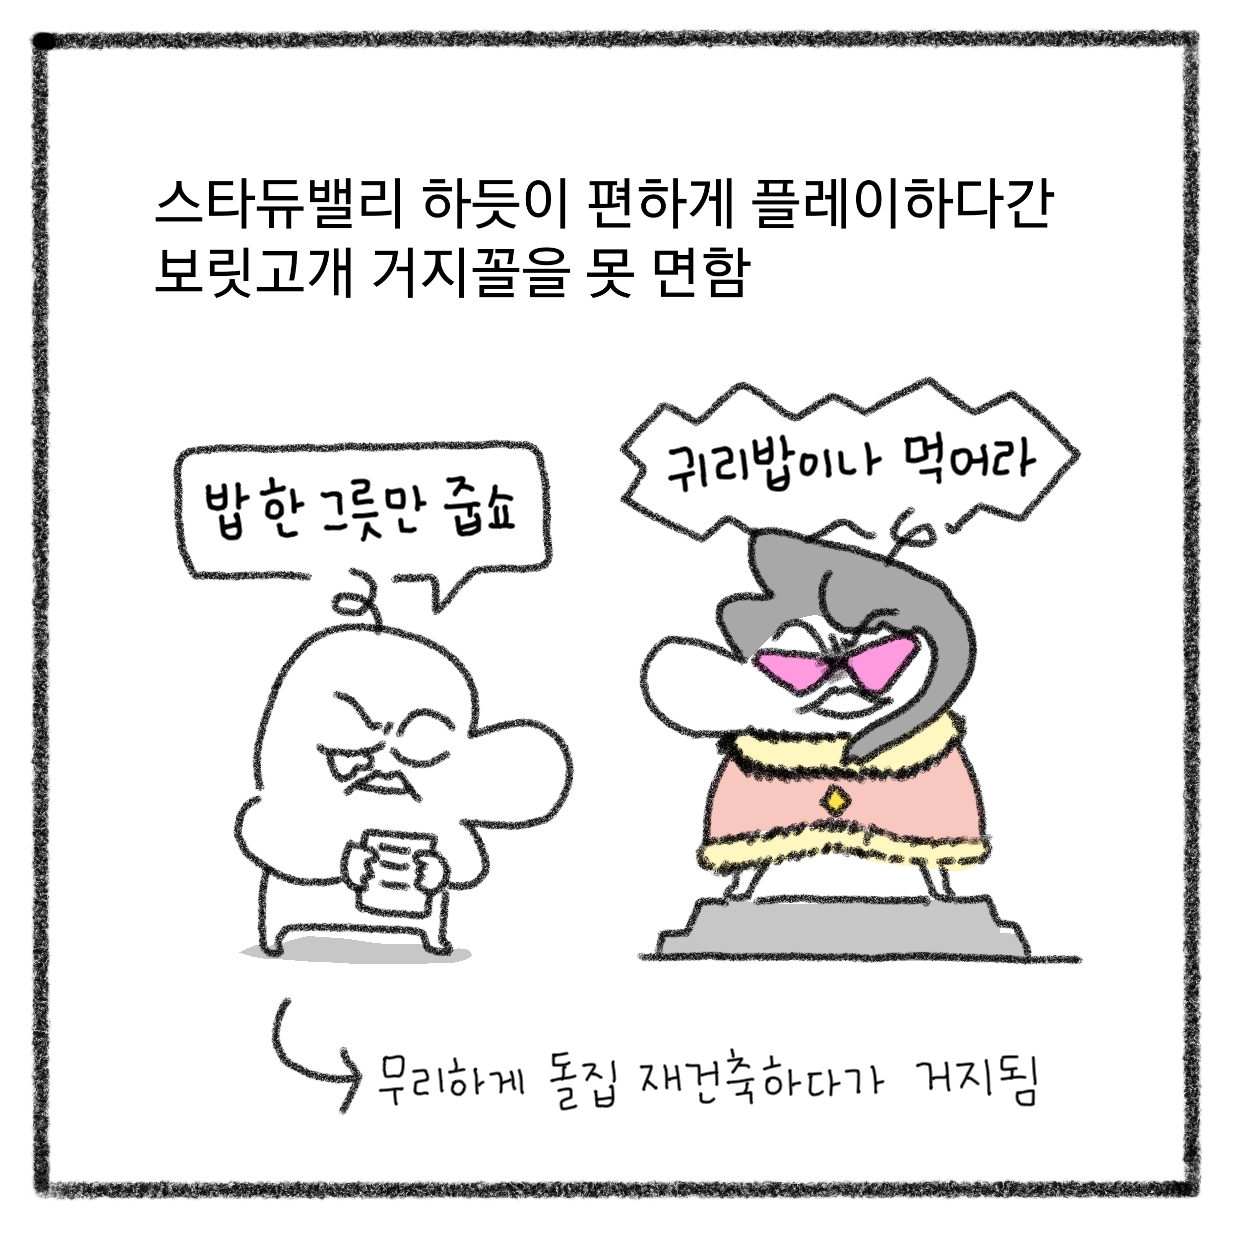 스타듀밸리 하듯이 편하게 플레이하다간
보릿고개 거지꼴을 못 면함
밥 한 그릇만 줍쇼
귀리밥이나 먹어라
무리하게 돌집 재건축하다가 거지됨